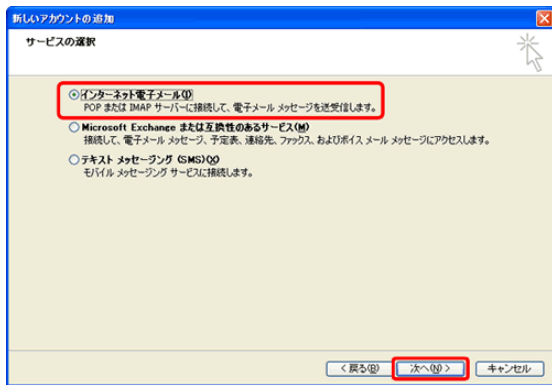 新しいアカウントの追加
サービスの選択
インターネット電子メール(I)
POP または IMAP サーバーに接続して、電子メール メッセージを送受信します。
Microsoft Exchange または互換性のあるサービス(M)
接続して、電子メール メッセージ、予定表、連絡先、ファックス、およびボイス メール メッセージにアクセスします。
テキスト メッセージング (SMS)(X)
モバイル メッセージング サービスに接続します。
< 戻る(B)
次へ(N) >
キャンセル